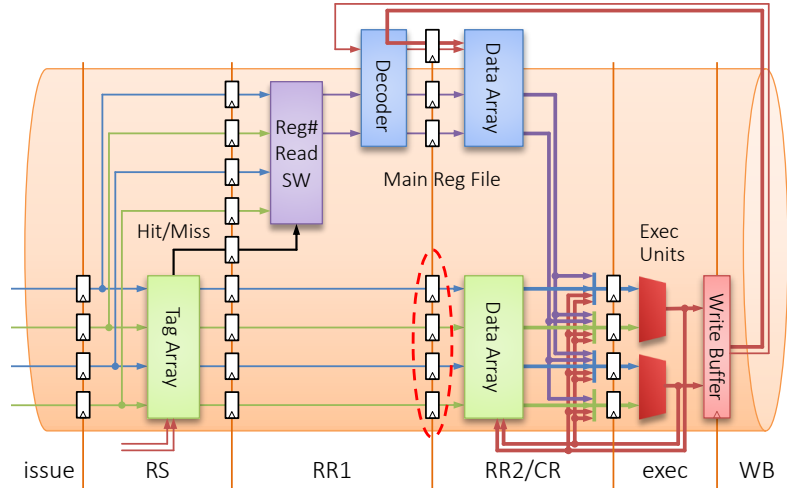 Decoder
Data Array
Reg#
Read
SW
Main Reg File
Hit/Miss
Exec
Units
Tag Array
Data Array
Write Buffer
issue
RS
RR1
RR2/CR
exec
WB